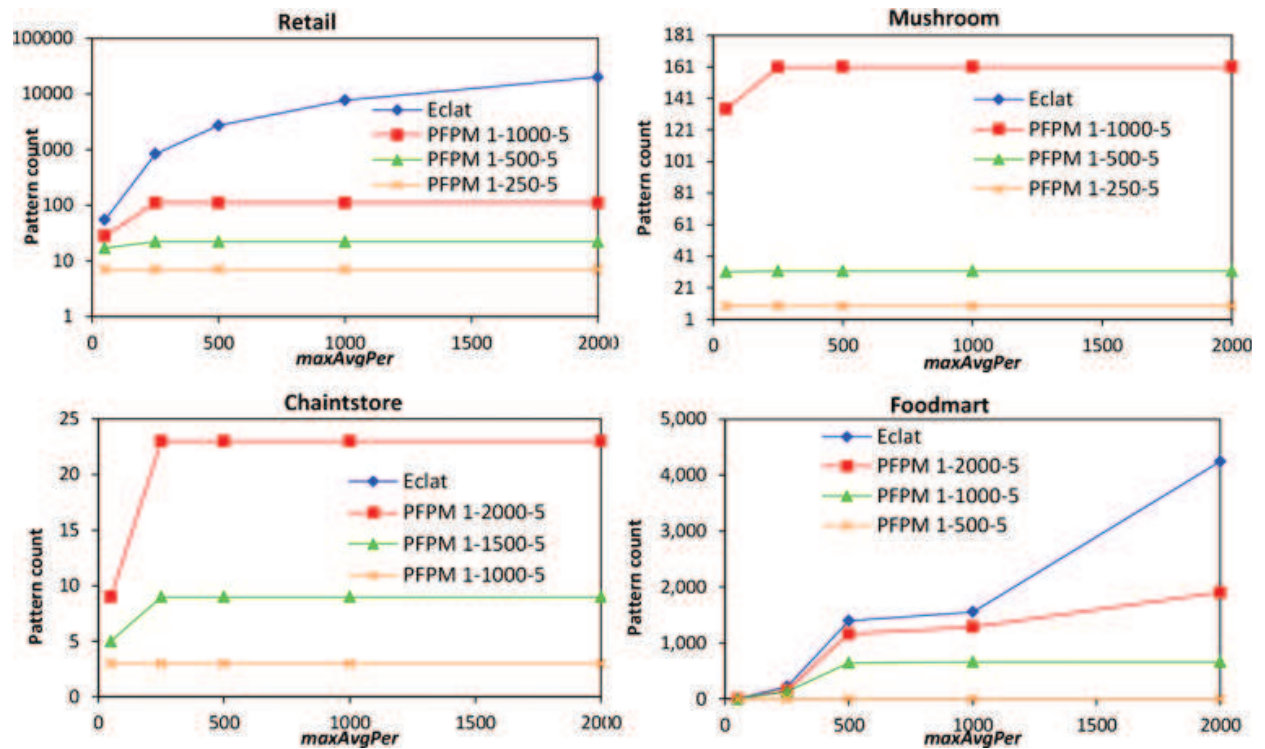 Retail
100000
10000
1000
100
10
1
Pattern count
Eclat
PFPM 1-1000-5
PFPM 1-500-5
PFPM 1-250-5
0 500 1000 1500 2000
maxAvgPer
Mushroom
181
161
141
121
101
81
61
41
21
1
Pattern count
Eclat
PFPM 1-1000-5
PFPM 1-500-5
PFPM 1-250-5
0 500 1000 1500 2000
maxAvgPer
Chaintstore
25
20
15
10
5
0
Pattern count
Eclat
PFPM 1-2000-5
PFPM 1-1500-5
PFPM 1-1000-5
0 500 1000 1500 2000
maxAvgPer
Foodmart
5,000
4,000
3,000
2,000
1,000
0
Pattern count
Eclat
PFPM 1-2000-5
PFPM 1-1000-5
PFPM 1-500-5
0 500 1000 1500 2000
maxAvgPer